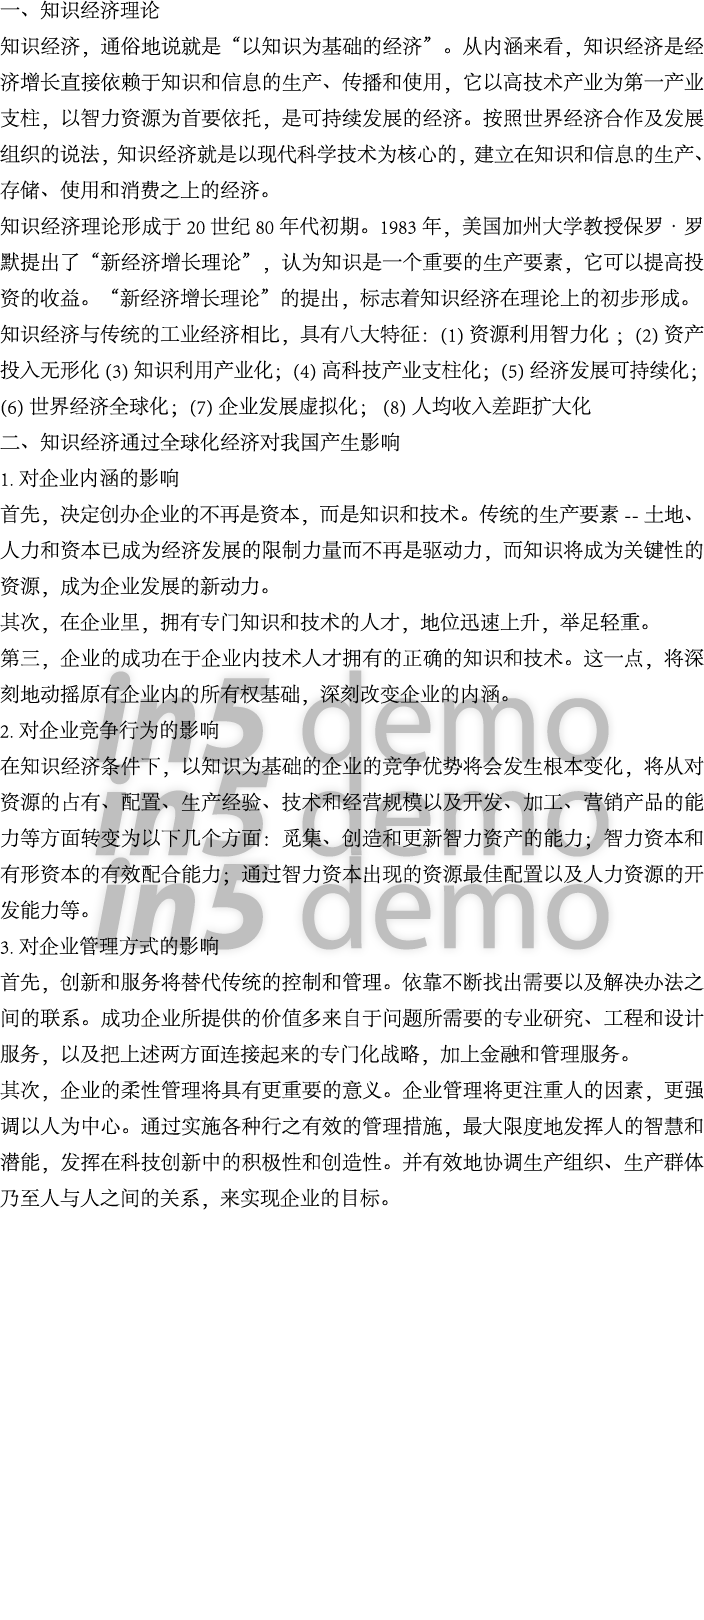 一、知识经济理论
知识经济，通俗地说就是“以知识为基础的经济”。从内涵来看，知识经济是经
济增长直接依赖于知识和信息的生产、传播和使用，它以高技术产业为第一产业
支柱，以智力资源为首要依托，是可持续发展的经济。按照世界经济合作及发展
组织的说法，知识经济就是以现代科学技术为核心的，建立在知识和信息的生产、
存储、使用和消费之上的经济。
知识经济理论形成于 20 世纪 80 年代初期。1983 年，美国加州大学教授保罗 · 罗
默提出了“新经济增长理论”，认为知识是一个重要的生产要素，它可以提高投
资的收益。“新经济增长理论”的提出，标志着知识经济在理论上的初步形成。
知识经济与传统的工业经济相比，具有八大特征：(1) 资源利用智力化 ；(2) 资产
投入无形化 (3) 知识利用产业化；(4) 高科技产业支柱化；(5) 经济发展可持续化；
(6) 世界经济全球化；(7) 企业发展虚拟化； (8) 人均收入差距扩大化
二、知识经济通过全球化经济对我国产生影响
1. 对企业内涵的影响
首先，决定创办企业的不再是资本，而是知识和技术。传统的生产要素 -- 土地、
人力和资本已成为经济发展的限制力量而不再是驱动力，而知识将成为关键性的
资源，成为企业发展的新动力。
其次，在企业里，拥有专门知识和技术的人才，地位迅速上升，举足轻重。
第三，企业的成功在于企业内技术人才拥有的正确的知识和技术。这一点，将深
刻地动摇原有企业内的所有权基础，深刻改变企业的内涵。
in5 demo
2. 对企业竞争行为的影响
在知识经济条件下，以知识为基础的企业的竞争优势将会发生根本变化，将从对
资源的占有、配置、生产经验、技术和经营规模以及开发、加工、营销产品的能
in5 demo
力等方面转变为以下几个方面：觅集、创造和更新智力资产的能力；智力资本和
有形资本的有效配合能力；通过智力资本出现的资源最佳配置以及人力资源的开
发能力等。
in5 demo
3. 对企业管理方式的影响
首先，创新和服务将替代传统的控制和管理。依靠不断找出需要以及解决办法之
间的联系。成功企业所提供的价值多来自于问题所需要的专业研究、工程和设计
服务，以及把上述两方面连接起来的专门化战略，加上金融和管理服务。
其次，企业的柔性管理将具有更重要的意义。企业管理将更注重人的因素，更强
调以人为中心。通过实施各种行之有效的管理措施，最大限度地发挥人的智慧和
潜能，发挥在科技创新中的积极性和创造性。并有效地协调生产组织、生产群体
乃至人与人之间的关系，来实现企业的目标。